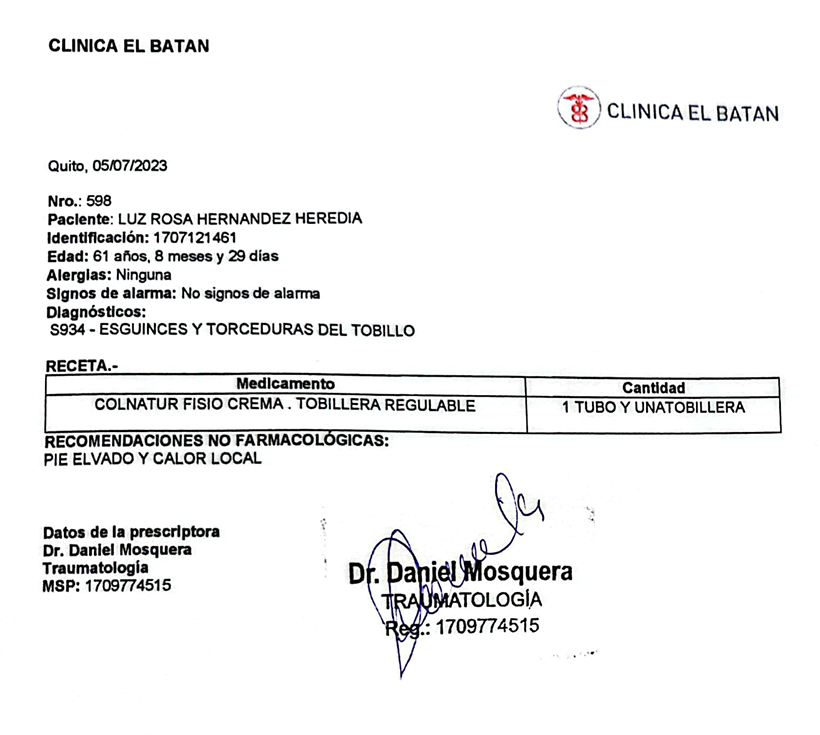 CLINICA EL BATAN
CLINICA EL BATAN
Quito, 05/07/2023
Nro.: 598
Paciente: LUZ ROSA HERNANDEZ HEREDIA
Identificación: 1707121461
Edad: 61 años, 8 meses y 29 días
Alergias: Ninguna
Signos de alarma: No signos de alarma
Diagnósticos:
S934 - ESGUINCES Y TORCEDURAS DEL TOBILLO
RECETA.-
Medicamento Cantidad
COLNATUR FISIO CREMA . TOBILLERA REGULABLE 1 TUBO Y UNATOBILLERA
RECOMENDACIONES NO FARMACOLÓGICAS:
PIE ELVADO Y CALOR LOCAL
Datos de la prescriptora
Dr. Daniel Mosquera
Traumatología
MSP: 1709774515
Dr. Daniel Mosquera
TRAUMATOLOGÍA
Reg.: 1709774515